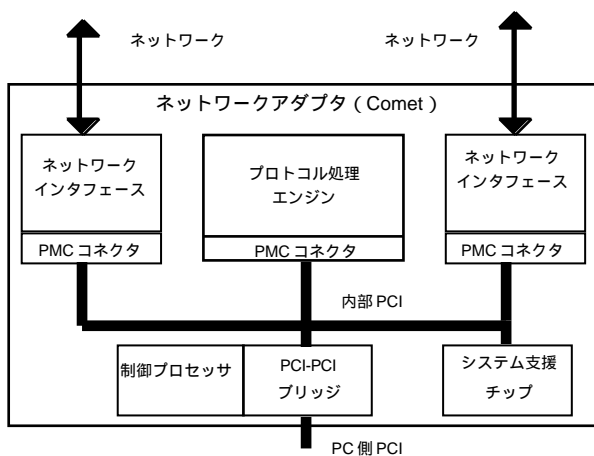 ネットワーク
ネットワーク
ネットワークアダプタ（Comet）
ネットワーク
インタフェース
プロトコル処理
エンジン
ネットワーク
インタフェース
PMC コネクタ
PMC コネクタ
PMC コネクタ
内部 PCI
制御プロセッサ
PCI-PCI
ブリッジ
システム支援
チップ
PC 側 PCI